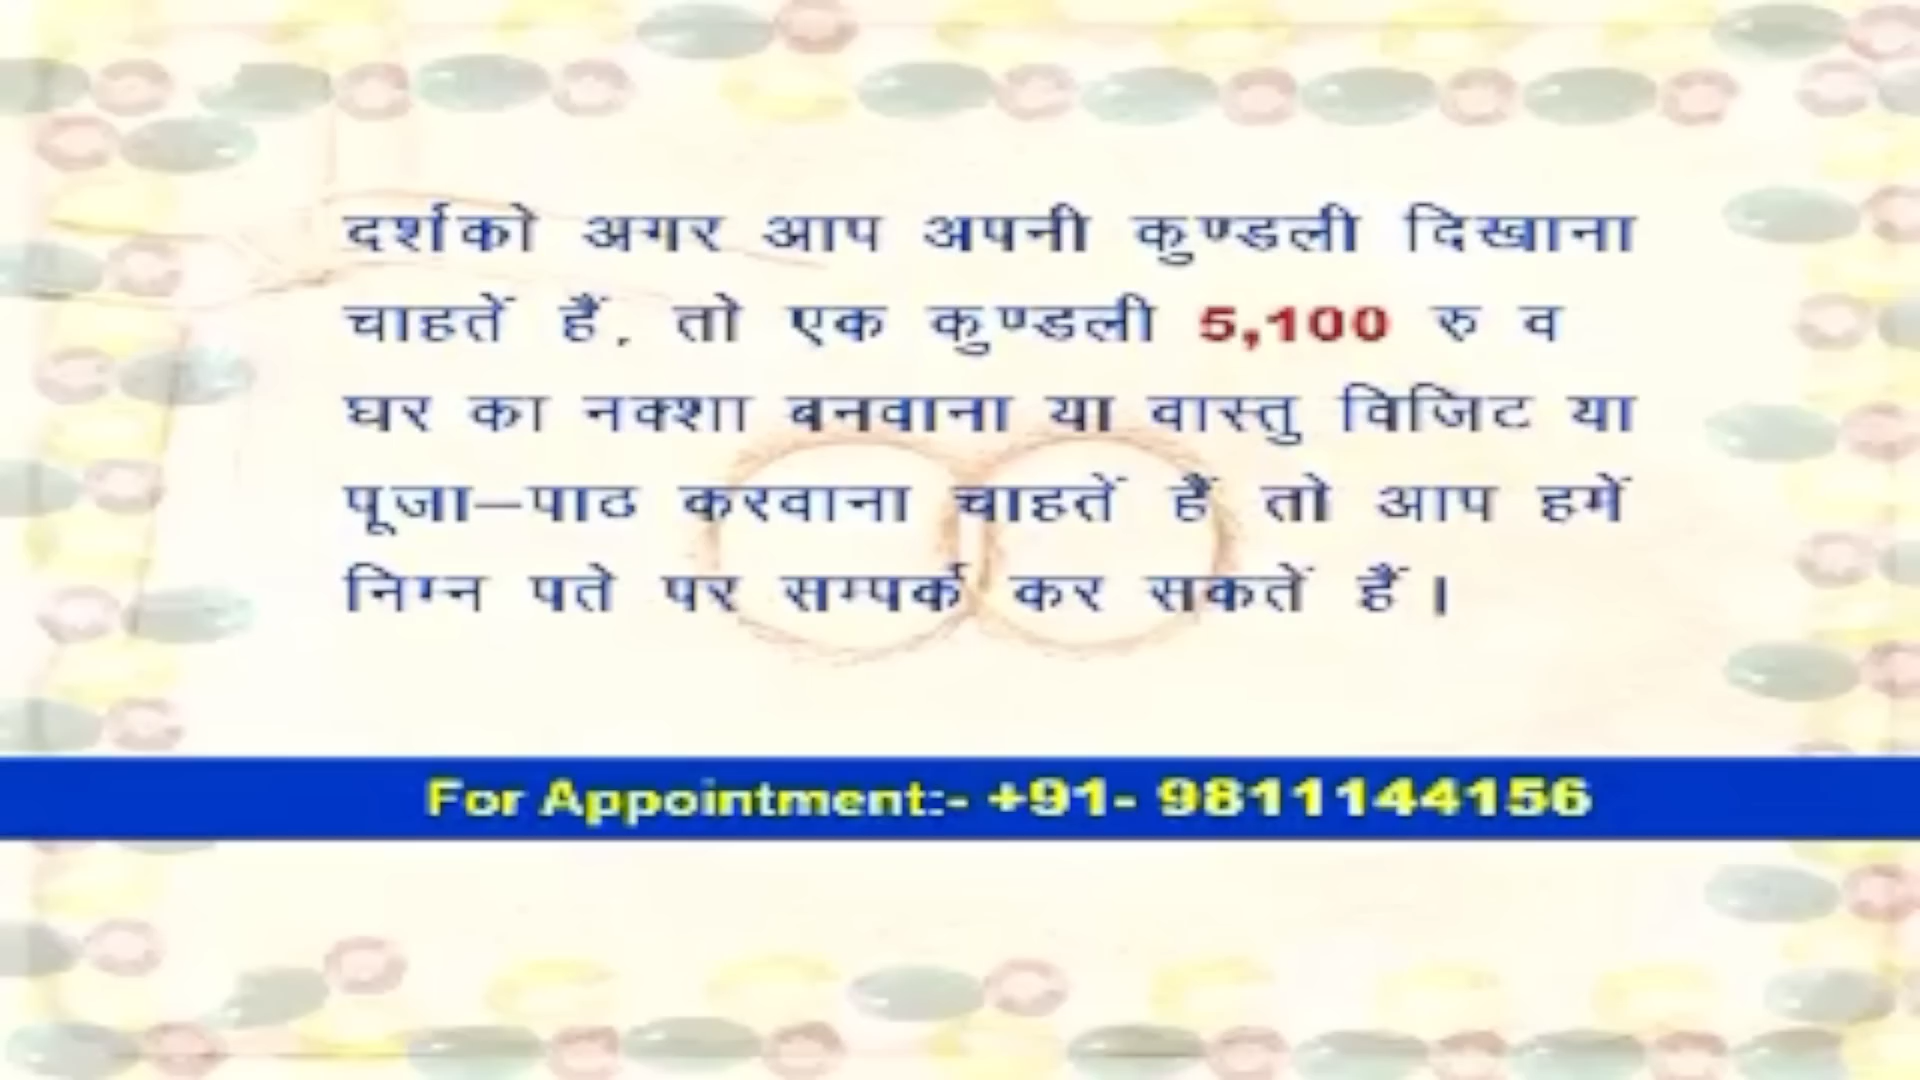 दर्शको अगर आप अपनी कुण्डली दिखाना
चाहतें हैं. तो एक कुण्डली 5,100 रु व
घर का नक्शा बनवाना या वास्तु विजिट या
पूजा–पाठ करवाना चाहतें हैं तो आप हमें
निम्न पते पर सम्पर्क कर सकतें हैं।
For Appointment:- +91- 9811144156